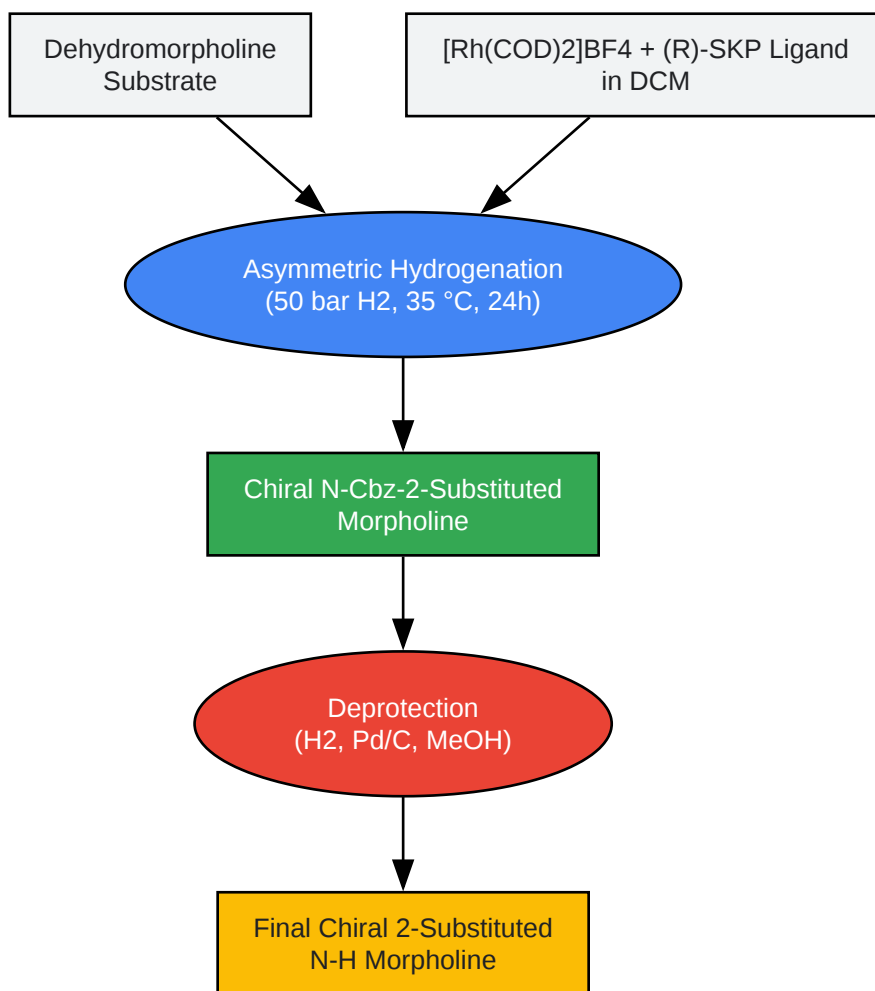 Dehydromorpholine
Substrate
[Rh(COD)2]BF4 + (R)-SKP Ligand
in DCM
Asymmetric Hydrogenation
(50 bar H2, 35 °C, 24h)
Chiral N-Cbz-2-Substituted
Morpholine
Deprotection
(H2, Pd/C, MeOH)
Final Chiral 2-Substituted
N-H Morpholine